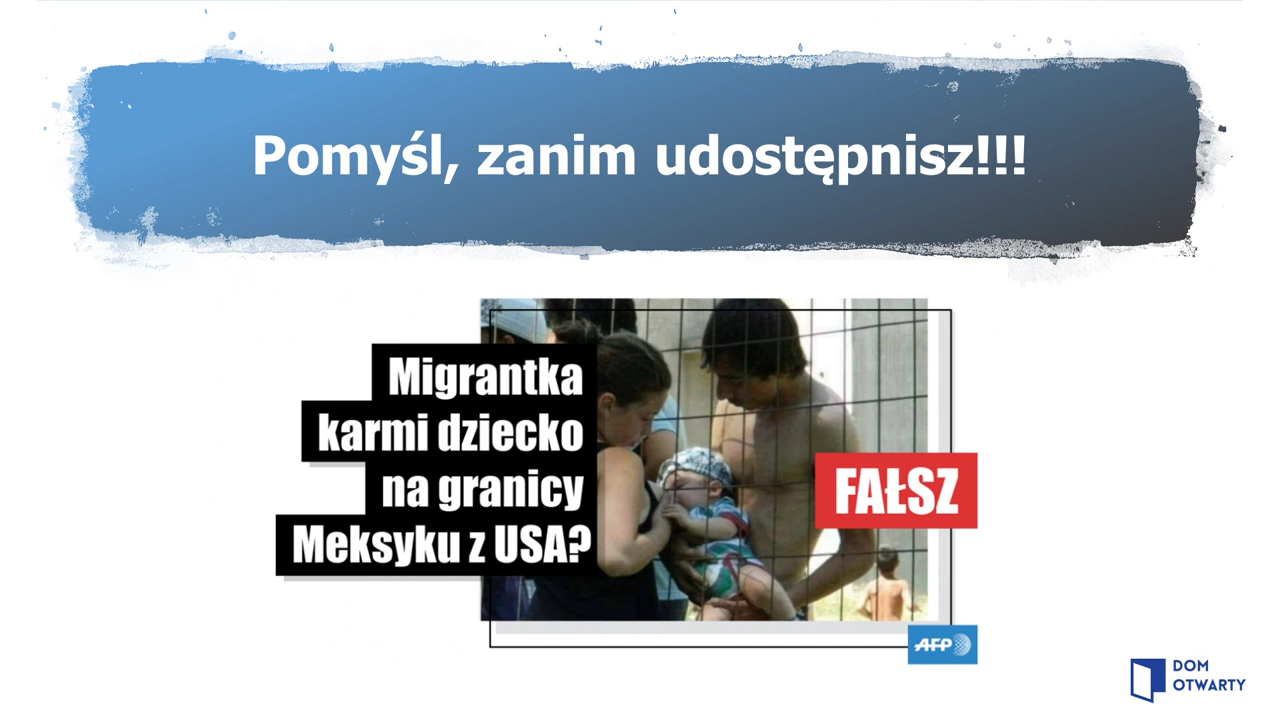 Pomyśl, zanim udostępnisz!!!
Migrantka
karmi dziecko
na granicy
Meksyku z USA?
FAŁSZ
AFP
DOM
OTWARTY